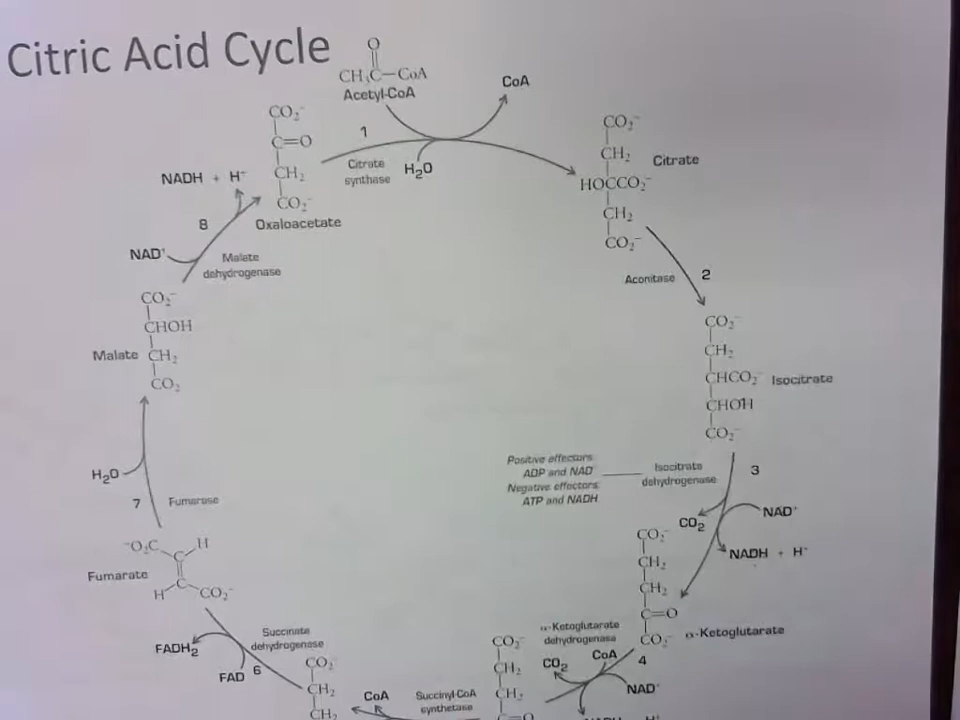 Citric Acid Cycle
O
CH₃C—CoA
Acetyl-CoA
CoA
1
Citrate
synthase
H₂O
CO₂⁻
C=O
CH₂
CO₂⁻
Oxaloacetate
CO₂⁻
CH₂
HOCCO₂⁻
CH₂
CO₂⁻
Citrate
Aconitase
2
CO₂⁻
CH₂
CHCO₂⁻
CHOH
CO₂⁻
Isocitrate
Positive effectors
ADP and NAD⁺
Negative effectors
ATP and NADH
Isocitrate
dehydrogenase
3
CO₂
NAD⁺
NADH + H⁺
CO₂⁻
CH₂
CH₂
C=O
CO₂⁻
α-Ketoglutarate
α-Ketoglutarate
dehydrogenase
CO₂
CoA
4
NAD⁺
CO₂⁻
CH₂
CH₂
C=O
Succinyl-CoA
synthetase
CoA
CO₂⁻
CH₂
CH₂
Succinate
dehydrogenase
6
FAD
FADH₂
Fumarate
⁻O₂C
H
C
C
H
CO₂⁻
7
Fumarase
H₂O
Malate
CO₂⁻
CHOH
CH₂
CO₂
NAD⁺
8
Malate
dehydrogenase
NADH + H⁺